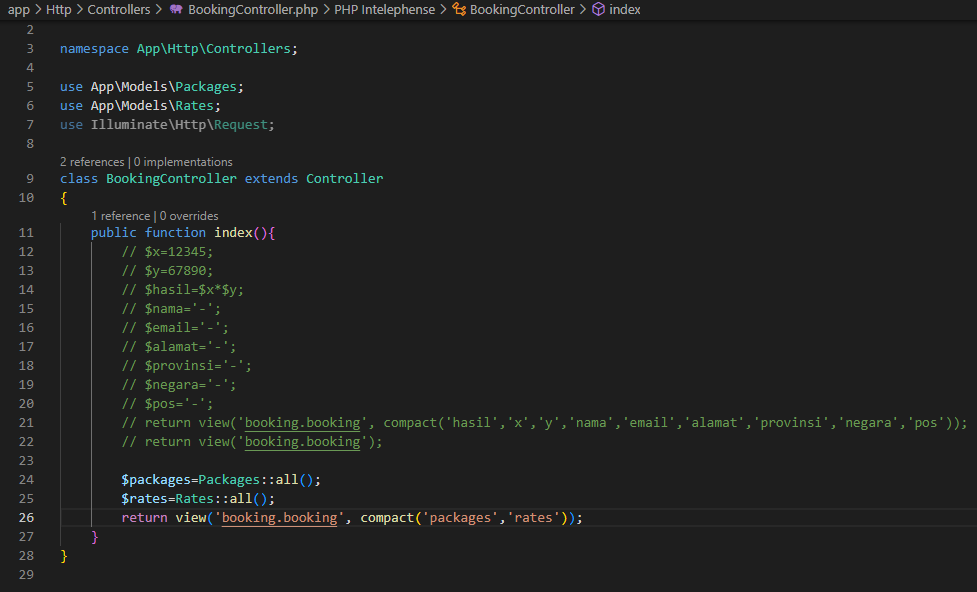 app > Http > Controllers > BookingController.php > PHP Intelephense > BookingController > index
2
3 namespace App\Http\Controllers;
4
5 use App\Models\Packages;
6 use App\Models\Rates;
7 use Illuminate\Http\Request;
8
2 references | 0 implementations
9 class BookingController extends Controller
10 {
1 reference | 0 overrides
11 public function index(){
12 // $x=12345;
13 // $y=67890;
14 // $hasil=$x*$y;
15 // $nama='-';
16 // $email='-';
17 // $alamat='-';
18 // $provinsi='-';
19 // $negara='-';
20 // $pos='-';
21 // return view('booking.booking', compact('hasil','x','y','nama','email','alamat','provinsi','negara','pos'));
22 // return view('booking.booking');
23
24 $packages=Packages::all();
25 $rates=Rates::all();
26 return view('booking.booking', compact('packages','rates'));
27 }
28 }
29